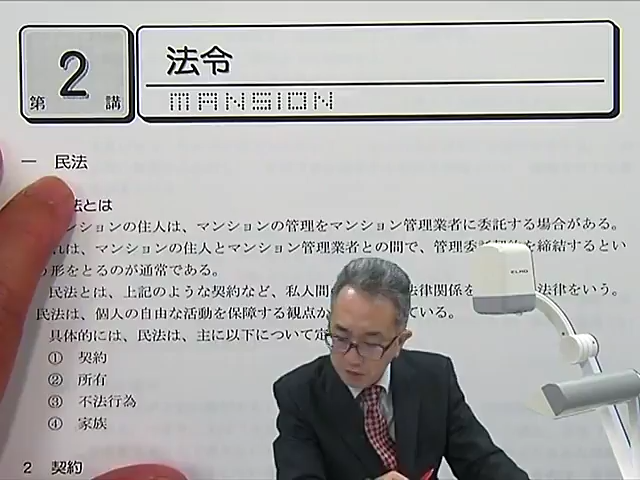 第 2 講
法令
MANSION
一 民法
法とは
ンションの住人は、マンションの管理をマンション管理業者に委託する場合がある。
れは、マンションの住人とマンション管理業者との間で、管理委託契約を締結するとい
の形をとるのが通常である。
民法とは、上記のような契約など、私人間 法律関係を 法律をいう。
民法は、個人の自由な活動を保障する観点か ている。
具体的には、民法は、主に以下について定
① 契約
② 所有
③ 不法行為
④ 家族
2 契約
ELMO